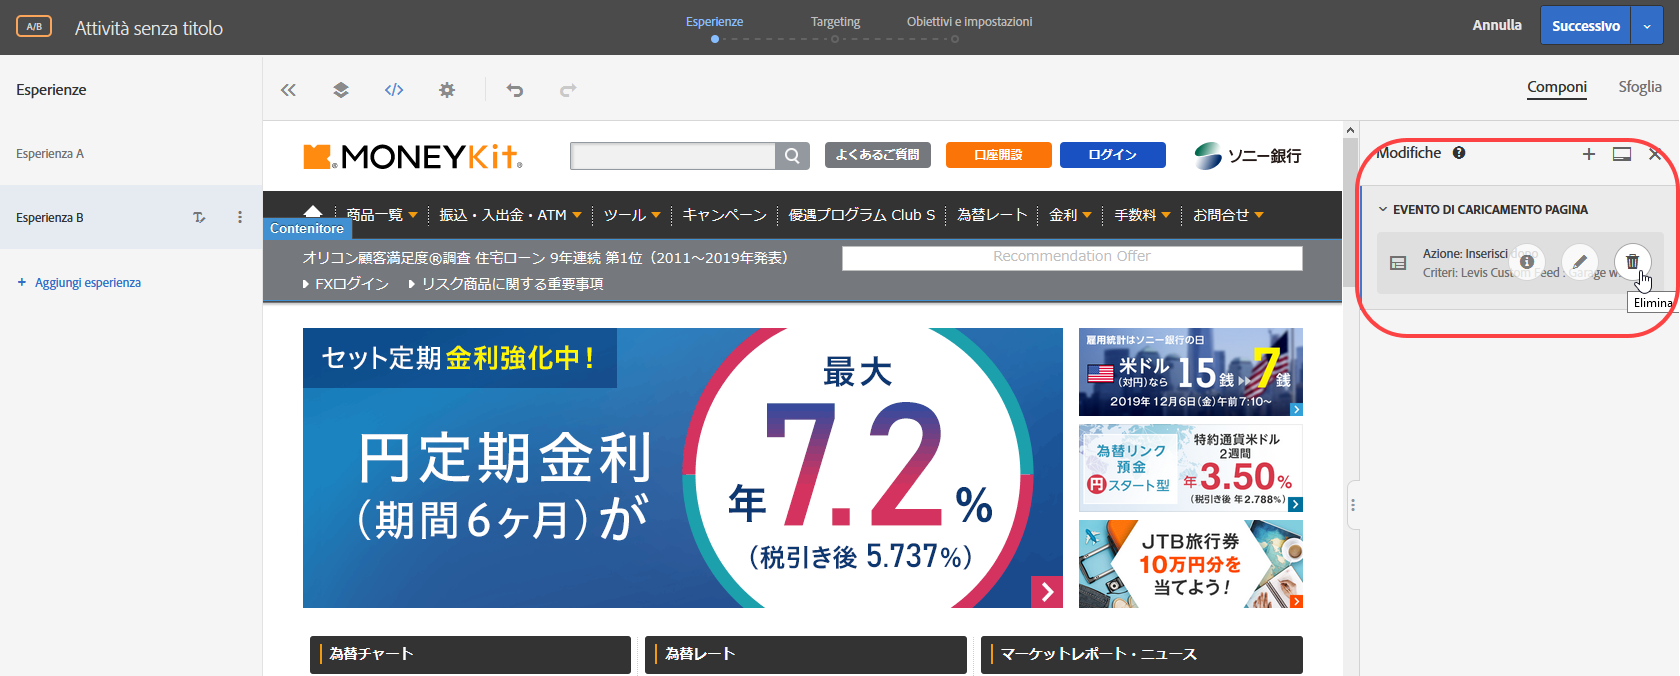 A/B
Attività senza titolo
Esperienze
Targeting
Obiettivi e impostazioni
Annulla
Successivo
Esperienze
Componi
Sfoglia
Esperienza A
Esperienza B
+ Aggiungi esperienza
MONEYKit
よくあるご質問
口座開設
ログイン
ソニー銀行
商品一覧
振込・入出金・ATM
ツール
キャンペーン
優遇プログラム Club S
為替レート
金利
手数料
お問合せ
Contenitore
オリコン顧客満足度®調査 住宅ローン 9年連続 第1位（2011～2019年発表）
Recommendation Offer
FXログイン
リスク商品に関する重要事項
セット定期 金利強化中！
円定期金利
（期間6ヶ月）が
最大
年7.2%
（税引き後 5.737%）
雇用統計はソニー銀行の日
米ドル
（対円）なら
15銭 7銭
2019年12月6日（金）午前7:10～
為替リンク
預金
円スタート型
特約通貨米ドル
2週間
年3.50%
（税引き後 年2.788%）
JTB旅行券
10万円分を
当てよう！
為替チャート
為替レート
マーケットレポート・ニュース
Modifiche
EVENTO DI CARICAMENTO PAGINA
Azione: Inserisci dopo
Criteri: Levis Custom Feed : Garage w
Elimina